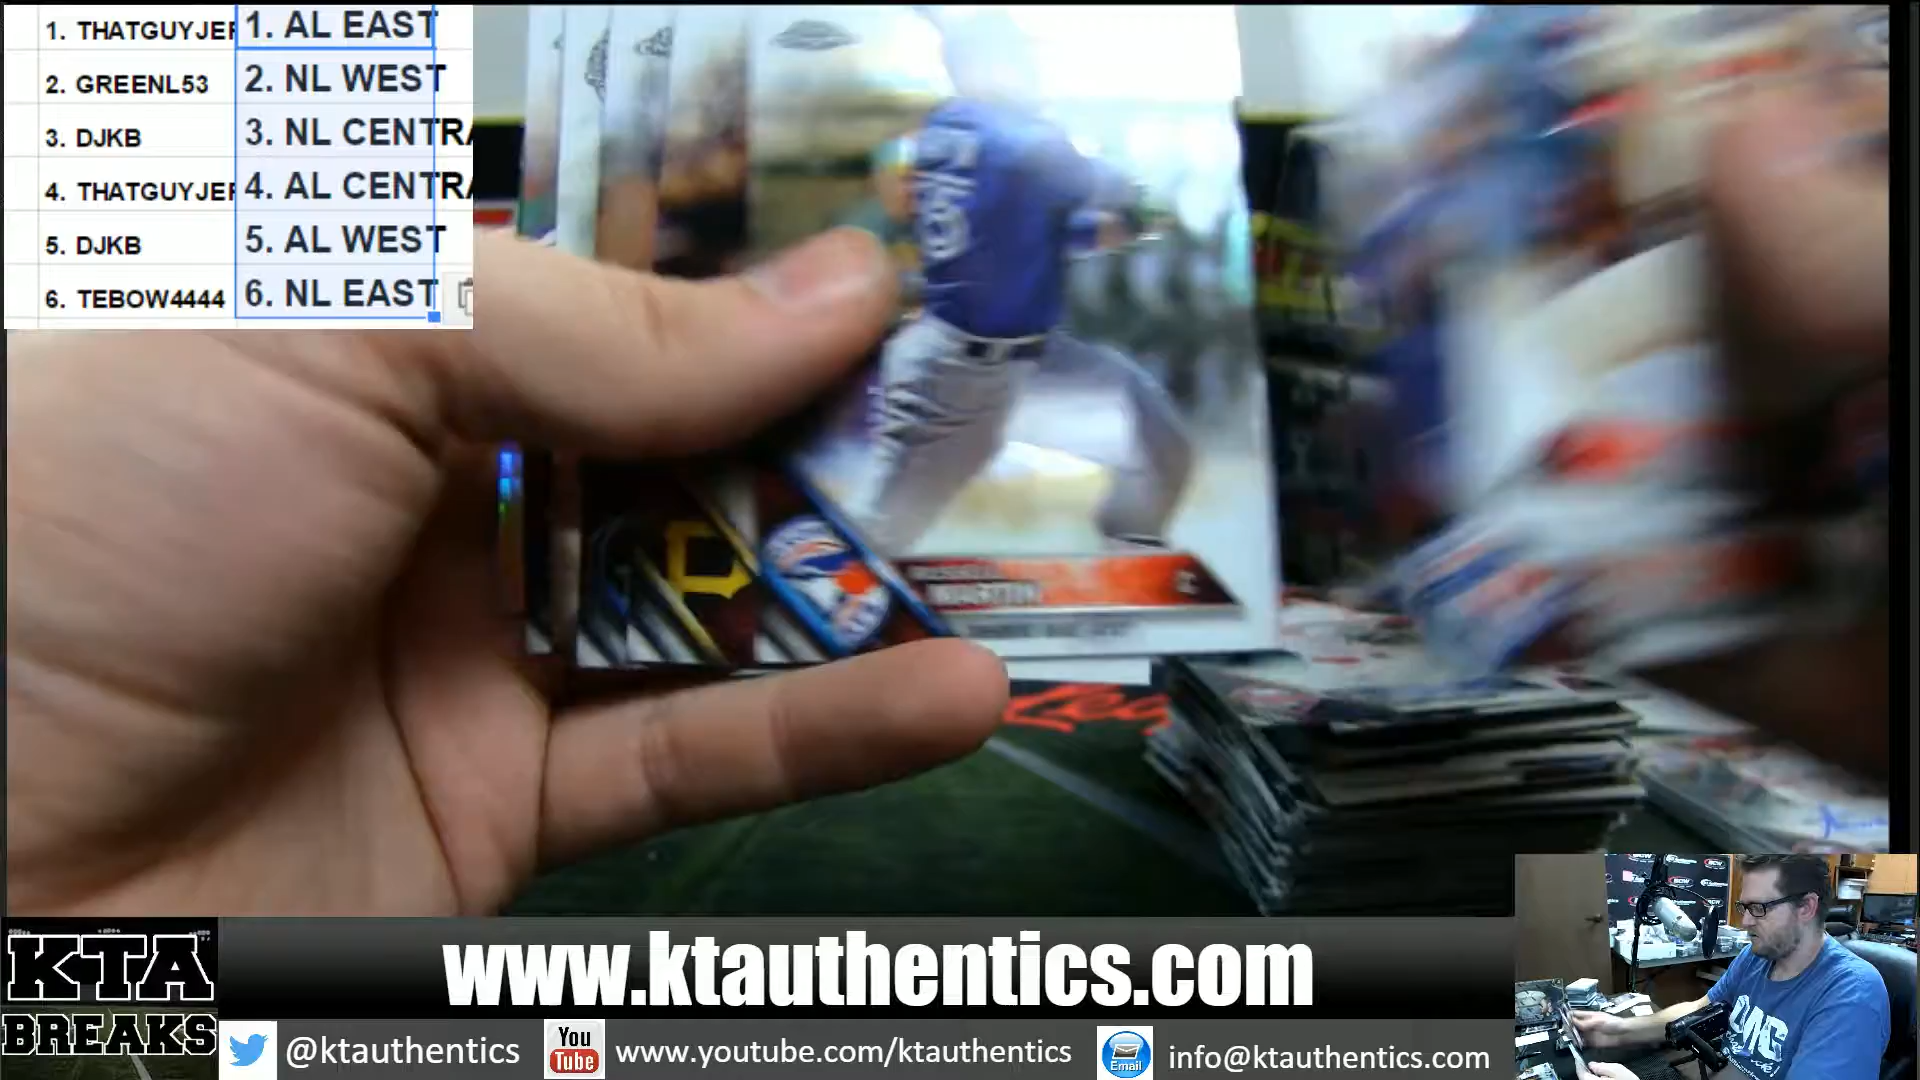 1. THATGUYJEF
1. AL EAST
2. GREENL53
2. NL WEST
3. DJKB
3. NL CENTRA
4. THATGUYJEF
4. AL CENTRA
5. DJKB
5. AL WEST
6. TEBOW4444
6. NL EAST
MARTIN
C
KTA
BREAKS
www.ktauthentics.com
@ktauthentics
You
Tube
www.youtube.com/ktauthentics
Email
info@ktauthentics.com